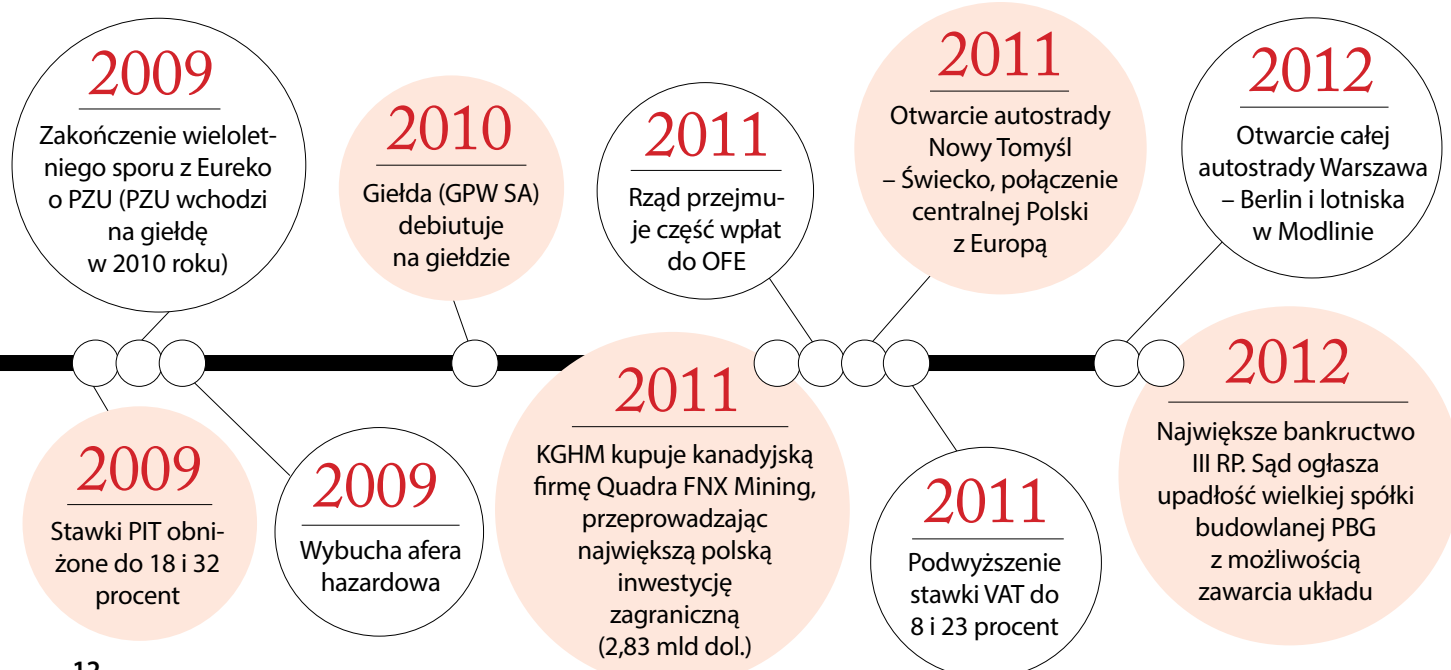 2009
Zakończenie wielolet-
niego sporu z Eureko
o PZU (PZU wchodzi
na giełdę
w 2010 roku)
2009
Stawki PIT obni-
żone do 18 i 32
procent
2009
Wybucha afera
hazardowa
2010
Giełda (GPW SA)
debiutuje
na giełdzie
2011
KGHM kupuje kanadyjską
firmę Quadra FNX Mining,
przeprowadzając
największą polską
inwestycję
zagraniczną
(2,83 mld dol.)
2011
Rząd przejmu-
je część wpłat
do OFE
2011
Otwarcie autostrady
Nowy Tomyśl
– Świecko, połączenie
centralnej Polski
z Europą
2011
Podwyższenie
stawki VAT do
8 i 23 procent
2012
Otwarcie całej
autostrady Warszawa
– Berlin i lotniska
w Modlinie
2012
Największe bankructwo
III RP. Sąd ogłasza
upadłość wielkiej spółki
budowlanej PBG
z możliwością
zawarcia układu
12